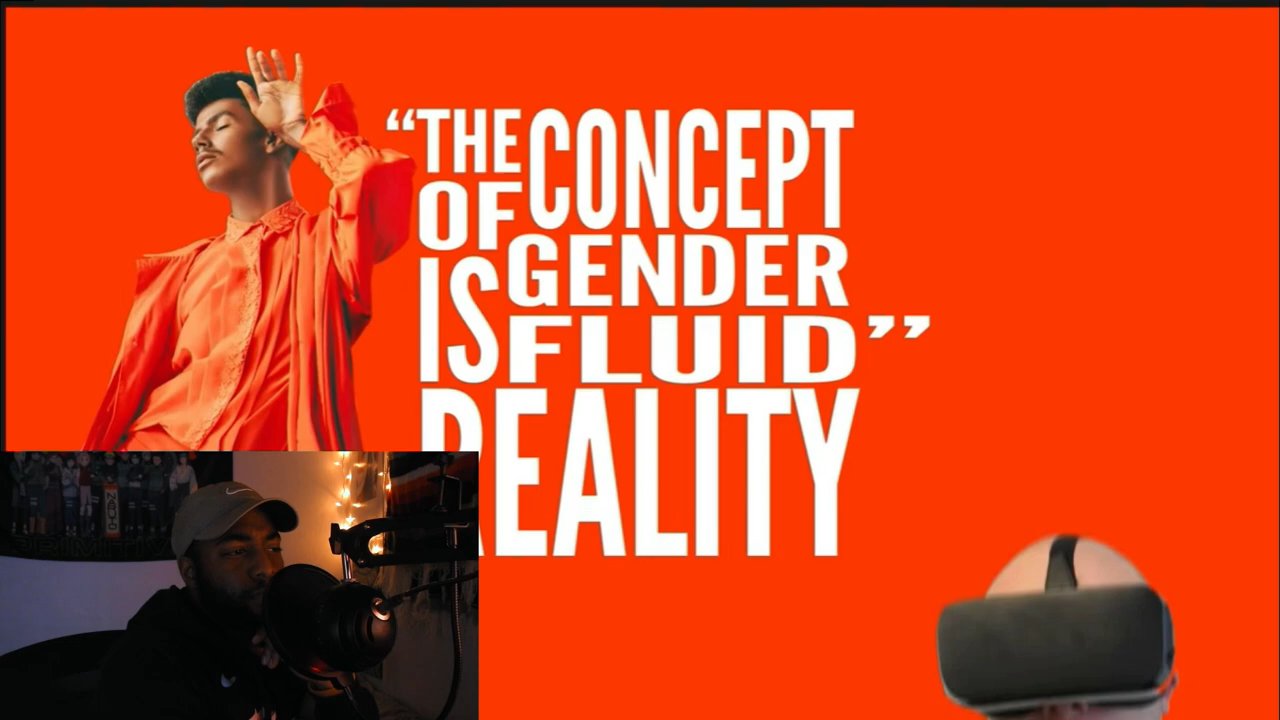 “THE
CONCEPT
OF
GENDER
IS
FLUID”
REALITY